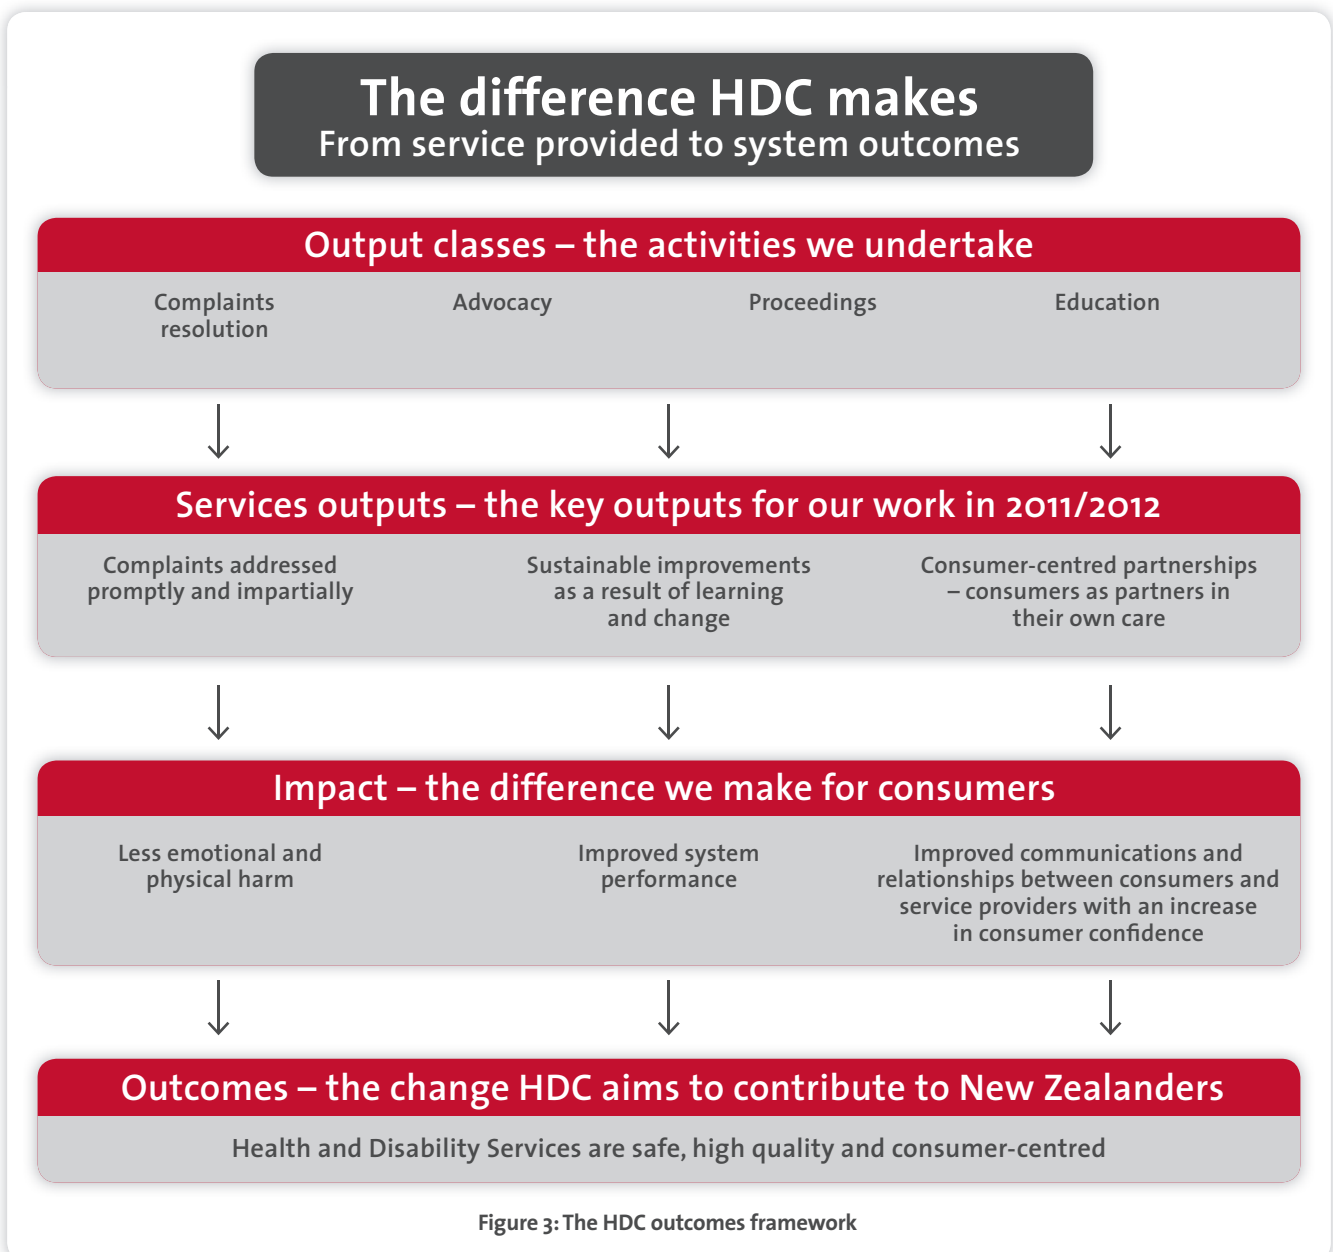 The difference HDC makes
From service provided to system outcomes
Output classes – the activities we undertake
Complaints
resolution
Advocacy
Proceedings
Education
Services outputs – the key outputs for our work in 2011/2012
Complaints addressed
promptly and impartially
Sustainable improvements
as a result of learning
and change
Consumer-centred partnerships
– consumers as partners in
their own care
Impact – the difference we make for consumers
Less emotional and
physical harm
Improved system
performance
Improved communications and
relationships between consumers and
service providers with an increase
in consumer confidence
Outcomes – the change HDC aims to contribute to New Zealanders
Health and Disability Services are safe, high quality and consumer-centred
Figure 3: The HDC outcomes framework